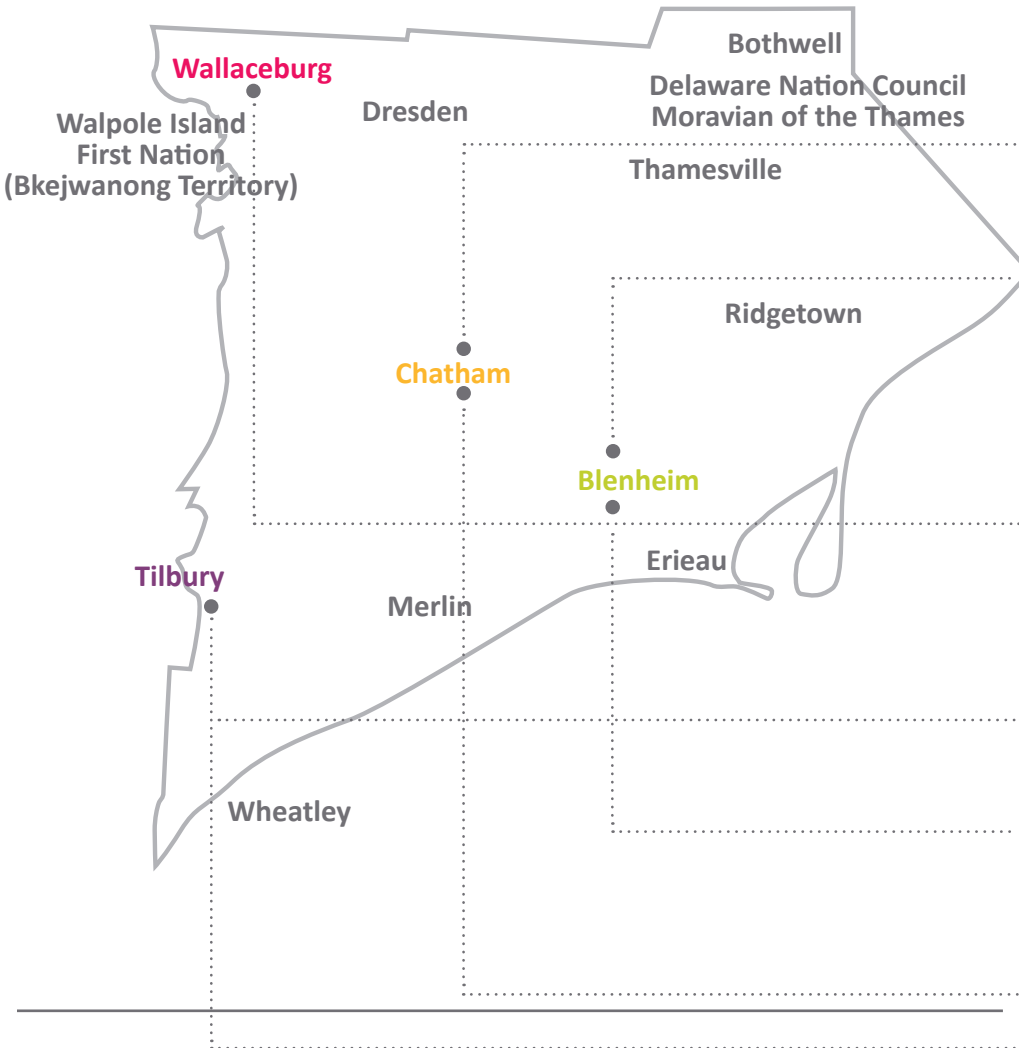 Bothwell
Wallaceburg
Delaware Nation Council
Moravian of the Thames
Dresden
Walpole Island
First Nation
(Bkejwanong Territory)
Thamesville
Ridgetown
Chatham
Blenheim
Erieau
Tilbury
Merlin
Wheatley